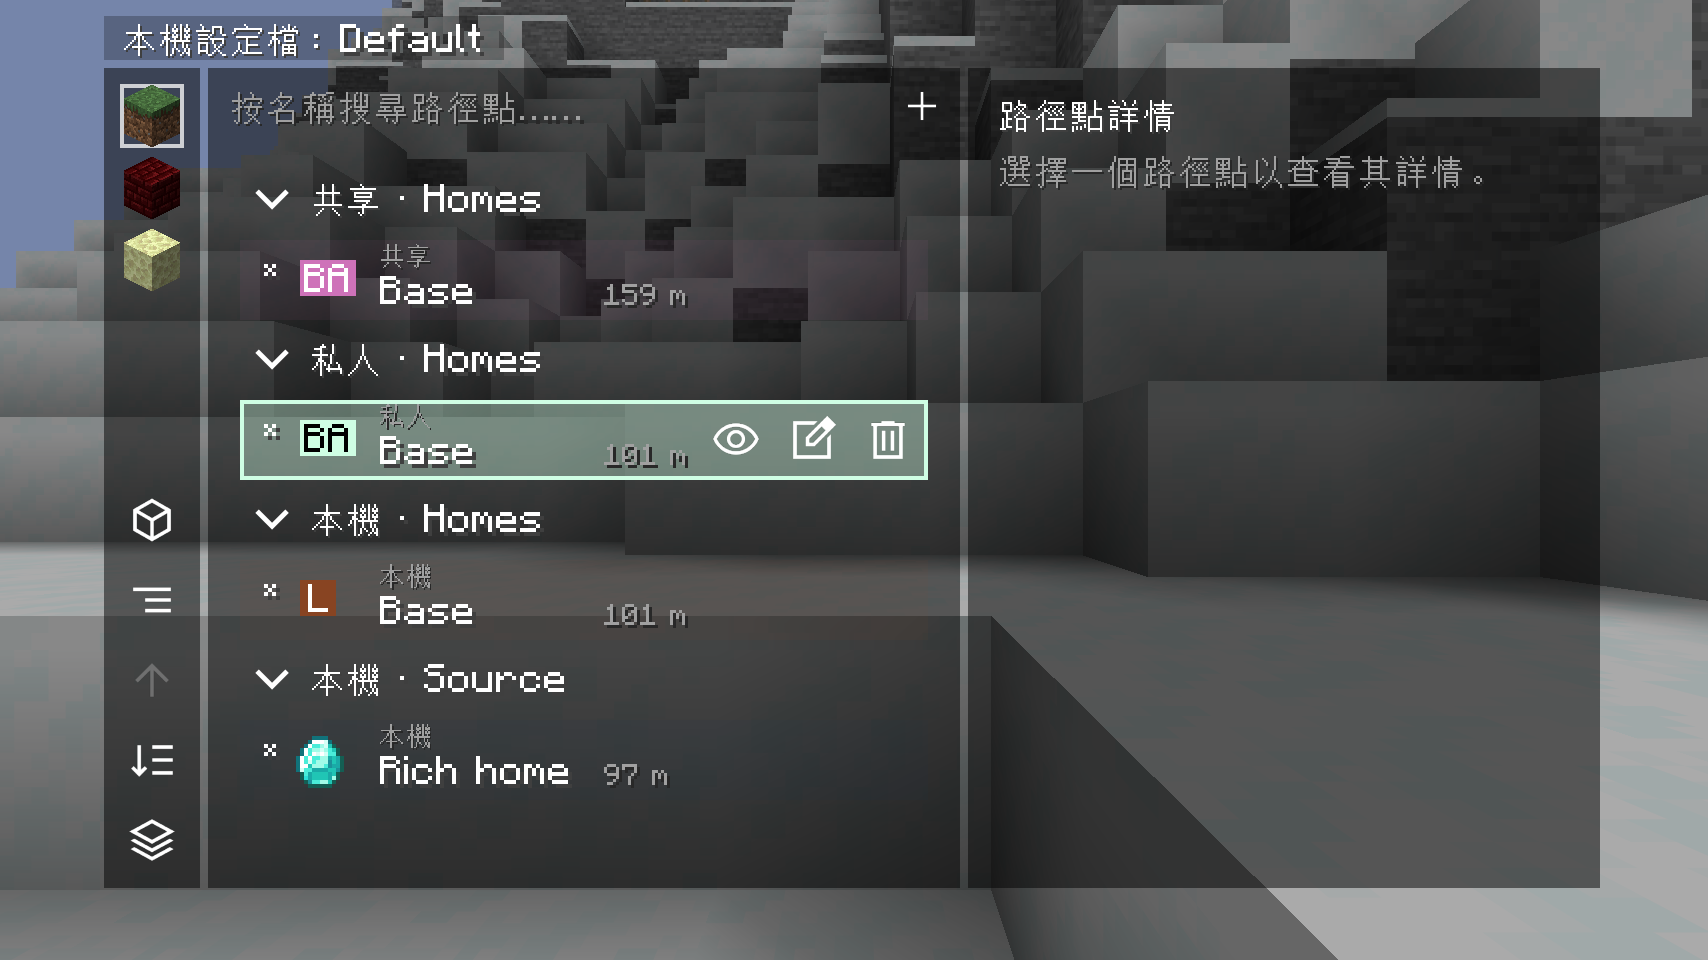 本機設定檔：Default
按名稱搜尋路徑點……
共享 · Homes
BA
共享
Base
159 m
私人 · Homes
BA
私人
Base
101 m
本機 · Homes
L
本機
Base
101 m
本機 · Source
本機
Rich home
97 m
路徑點詳情
選擇一個路徑點以查看其詳情。